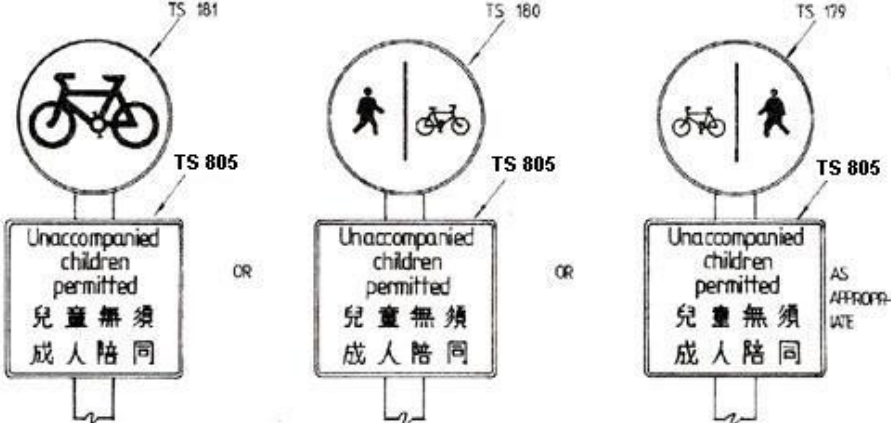 TS 181
TS 805
Unaccompanied
children
permitted
兒童無須
成人陪同
OR
TS 180
TS 805
Unaccompanied
children
permitted
兒童無須
成人陪同
OR
TS 179
TS 805
Unaccompanied
children
permitted
兒童無須
成人陪同
AS
APPROPR-
IATE